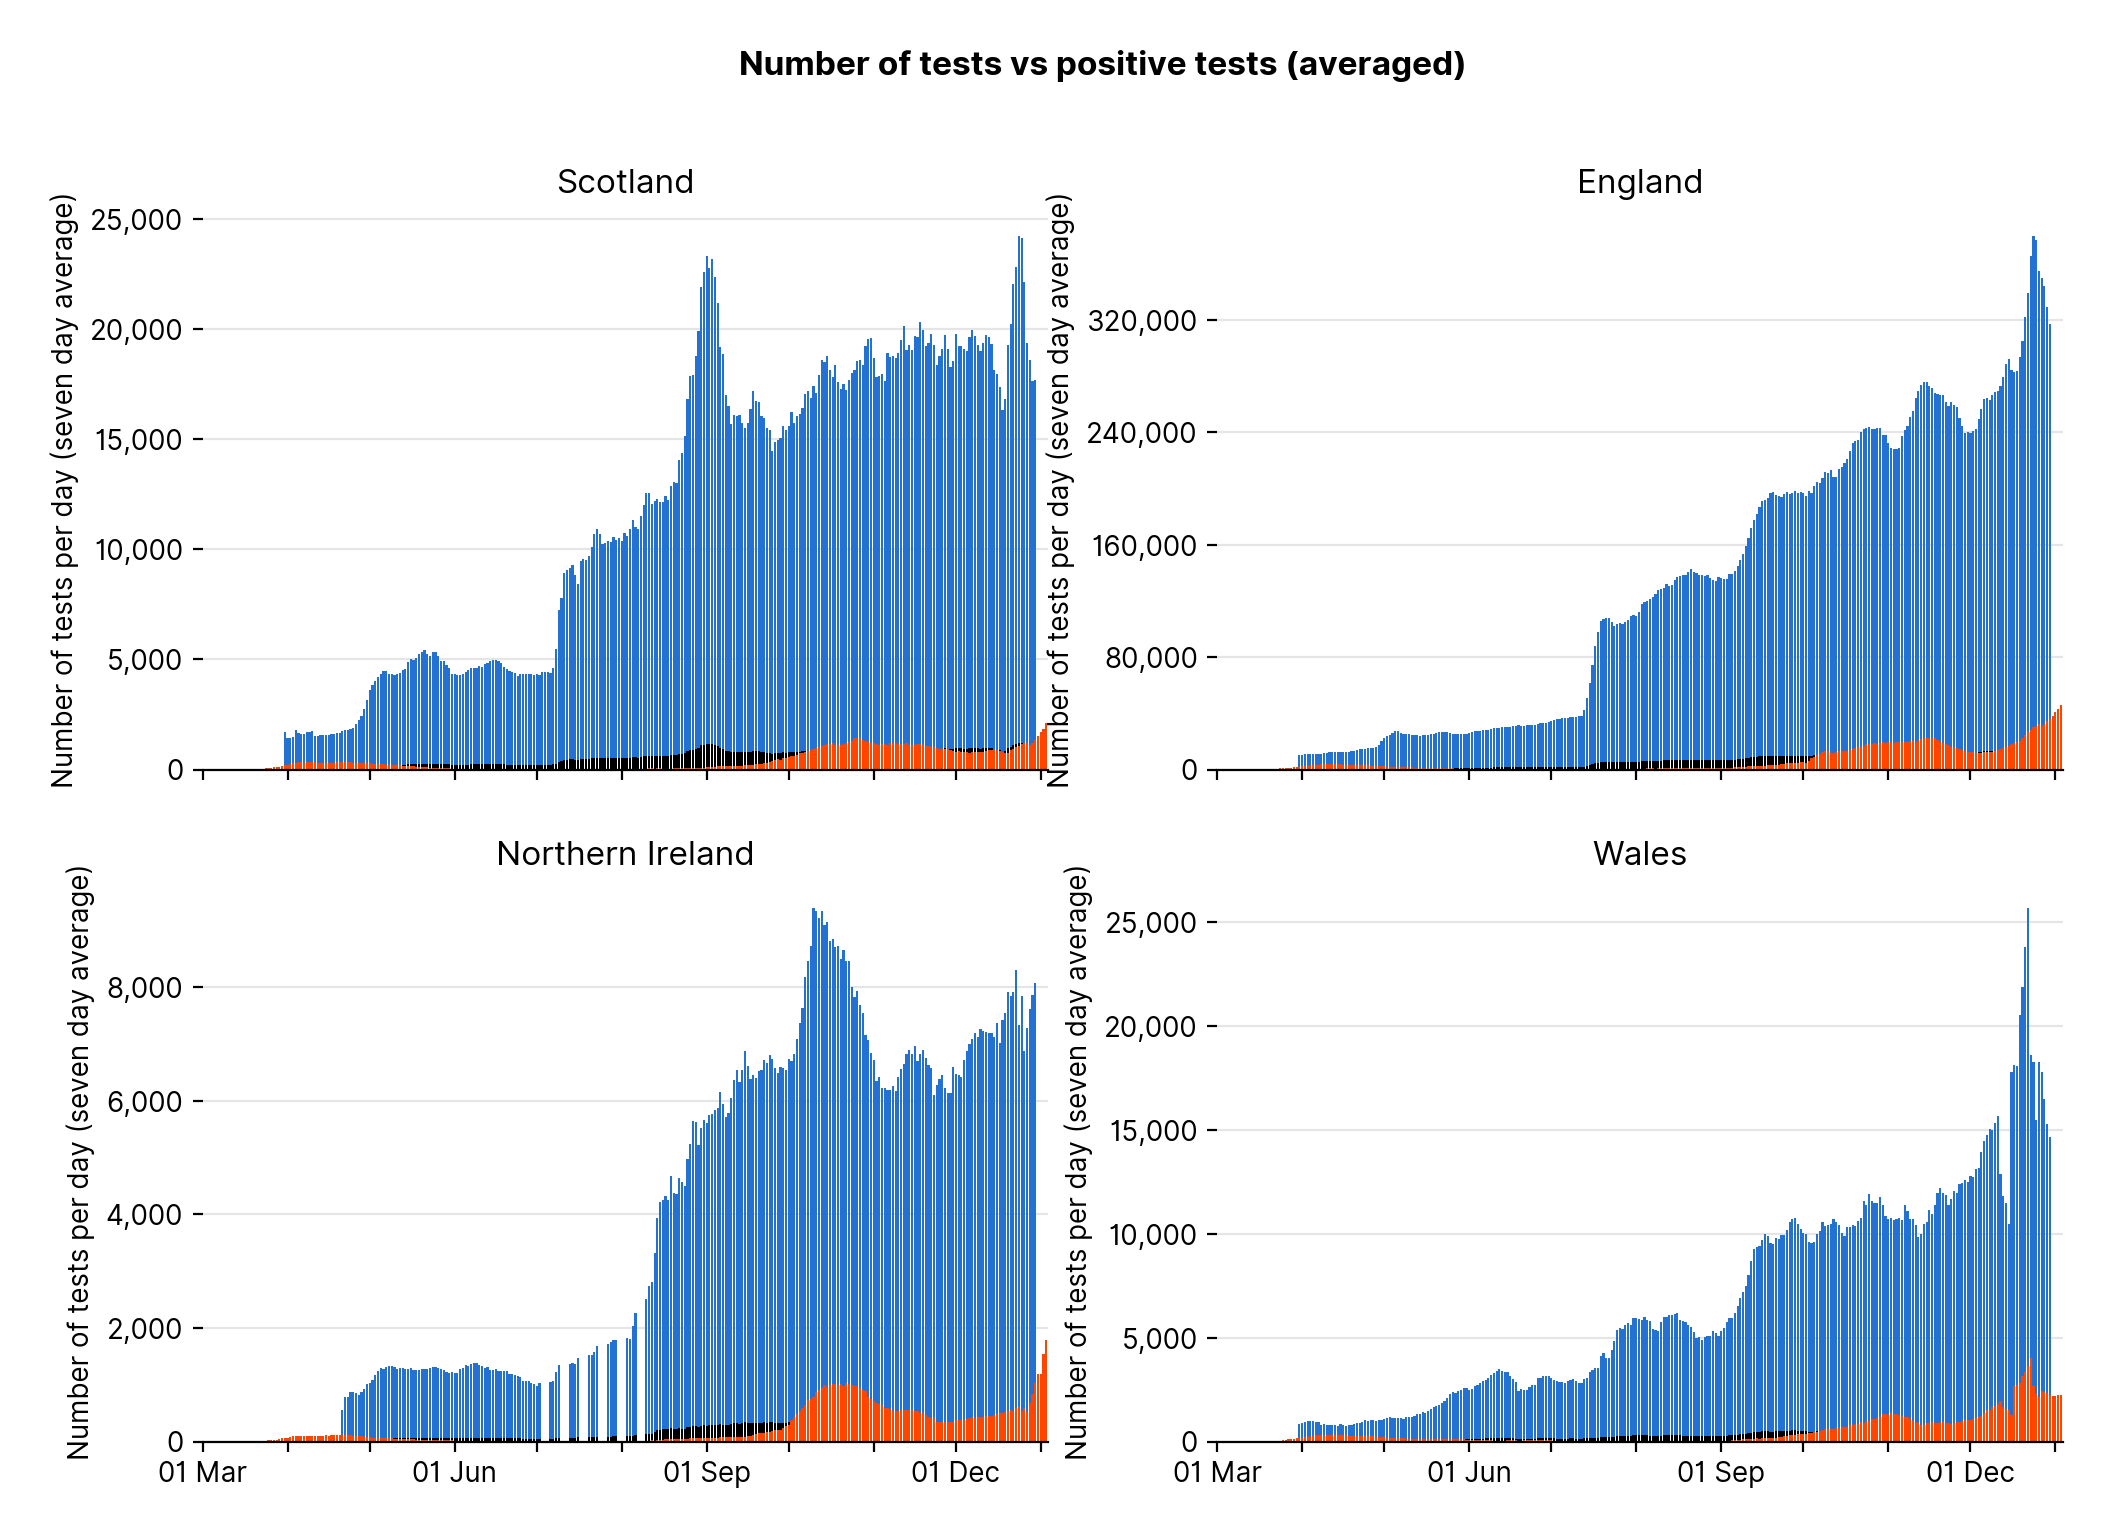 Number of tests vs positive tests (averaged)
Scotland
Number of tests per day (seven day average)
25,000
20,000
15,000
10,000
5,000
0
England
Number of tests per day (seven day average)
320,000
240,000
160,000
80,000
0
Northern Ireland
Number of tests per day (seven day average)
8,000
6,000
4,000
2,000
0
01 Mar
01 Jun
01 Sep
01 Dec
Wales
Number of tests per day (seven day average)
25,000
20,000
15,000
10,000
5,000
0
01 Mar
01 Jun
01 Sep
01 Dec